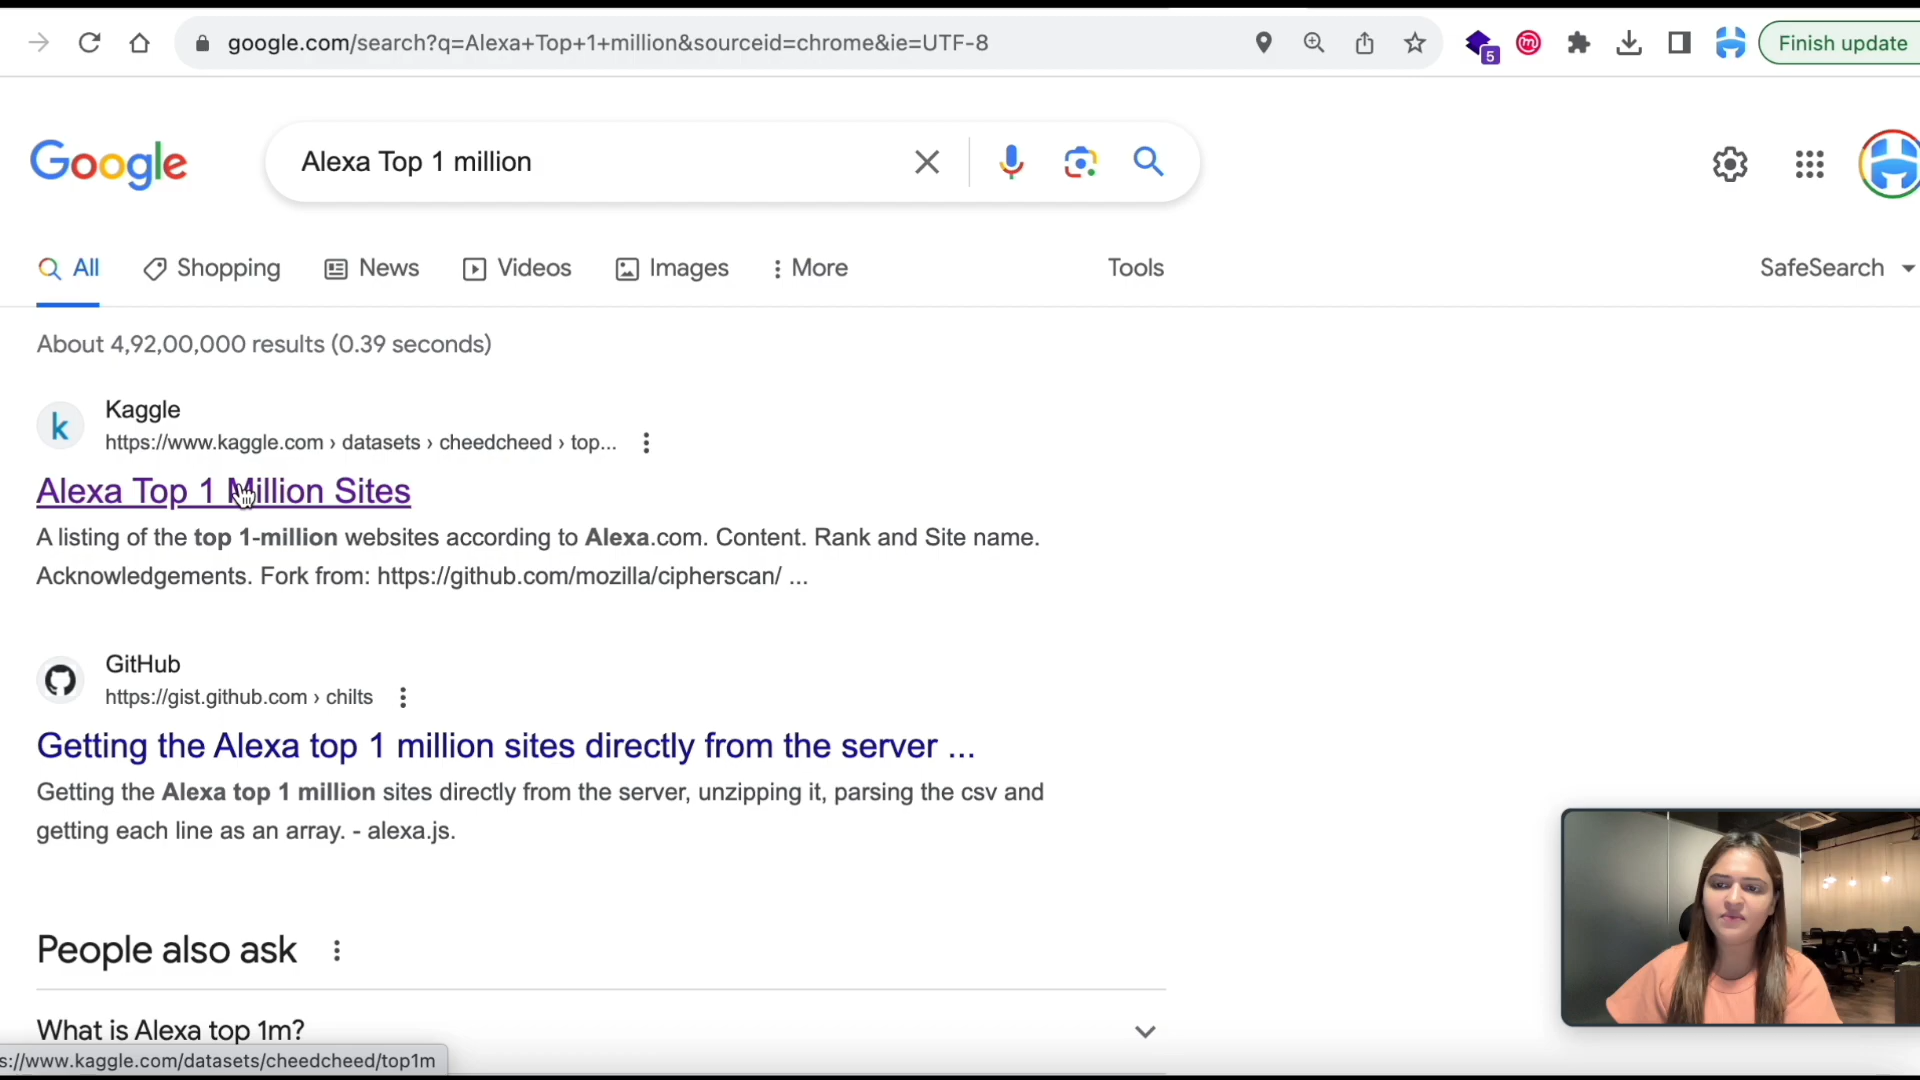 google.com/search?q=Alexa+Top+1+million&sourceid=chrome&ie=UTF-8
5
m
Finish update
Google
Alexa Top 1 million
All
Shopping
News
Videos
Images
More
Tools
SafeSearch
About 4,92,00,000 results (0.39 seconds)
k
Kaggle
https://www.kaggle.com › datasets › cheedcheed › top...
Alexa Top 1 Million Sites
A listing of the top 1-million websites according to Alexa.com. Content. Rank and Site name.
Acknowledgements. Fork from: https://github.com/mozilla/cipherscan/ ...
GitHub
https://gist.github.com › chilts
Getting the Alexa top 1 million sites directly from the server ...
Getting the Alexa top 1 million sites directly from the server, unzipping it, parsing the csv and
getting each line as an array. - alexa.js.
People also ask
What is Alexa top 1m?
s://www.kaggle.com/datasets/cheedcheed/top1m